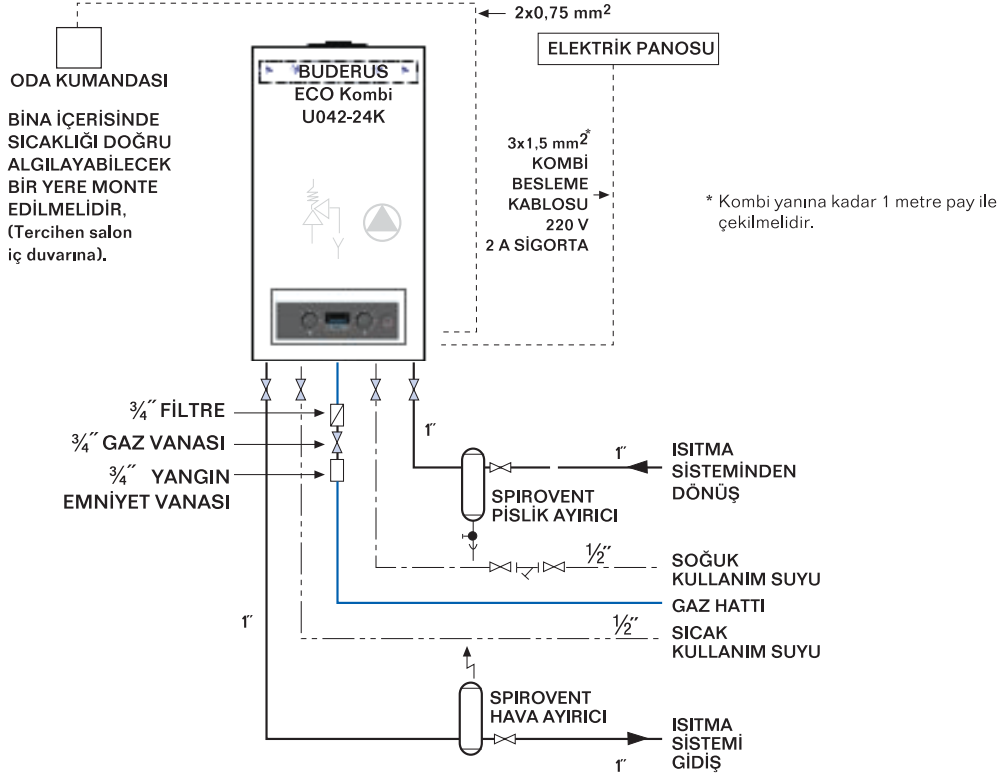 2x0,75 mm²
ODA KUMANDASI
BİNA İÇERİSİNDE
SICAKLIĞI DOĞRU
ALGILAYABİLECEK
BİR YERE MONTE
EDİLMELİDİR,
(Tercihen salon
iç duvarına).
BUDERUS
ECO Kombi
U042-24K
ELEKTRİK PANOSU
3x1,5 mm²*
KOMBİ
BESLEME
KABLOSU
220 V
2 A SİGORTA
* Kombi yanına kadar 1 metre pay ile
çekilmelidir.
¾″ FİLTRE
¾″ GAZ VANASI
¾″ YANGIN
EMNİYET VANASI
1″
1″
ISITMA
SİSTEMİNDEN
DÖNÜŞ
SPIROVENT
PİSLİK AYIRICI
½″
SOĞUK
KULLANIM SUYU
GAZ HATTI
1″
½″
SICAK
KULLANIM SUYU
SPIROVENT
HAVA AYIRICI
1″
ISITMA
SİSTEMİ
GİDİŞ